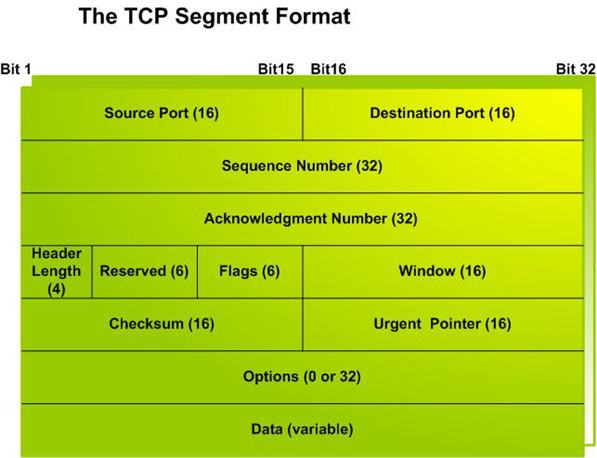 The TCP Segment Format
Bit 1 Bit15 Bit16 Bit 32
Source Port (16) Destination Port (16)
Sequence Number (32)
Acknowledgment Number (32)
Header
Length
(4)
Reserved (6) Flags (6) Window (16)
Checksum (16) Urgent Pointer (16)
Options (0 or 32)
Data (variable)